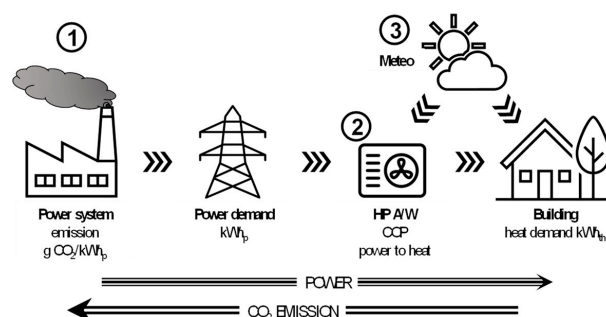 1
3
Meteo
2
Power system
emission
g CO₂/kWhₚ
Power demand
kWhₚ
HP A/W
COP
power to heat
Building
heat demand kWhₜₕ
POWER
CO₂ EMISSION